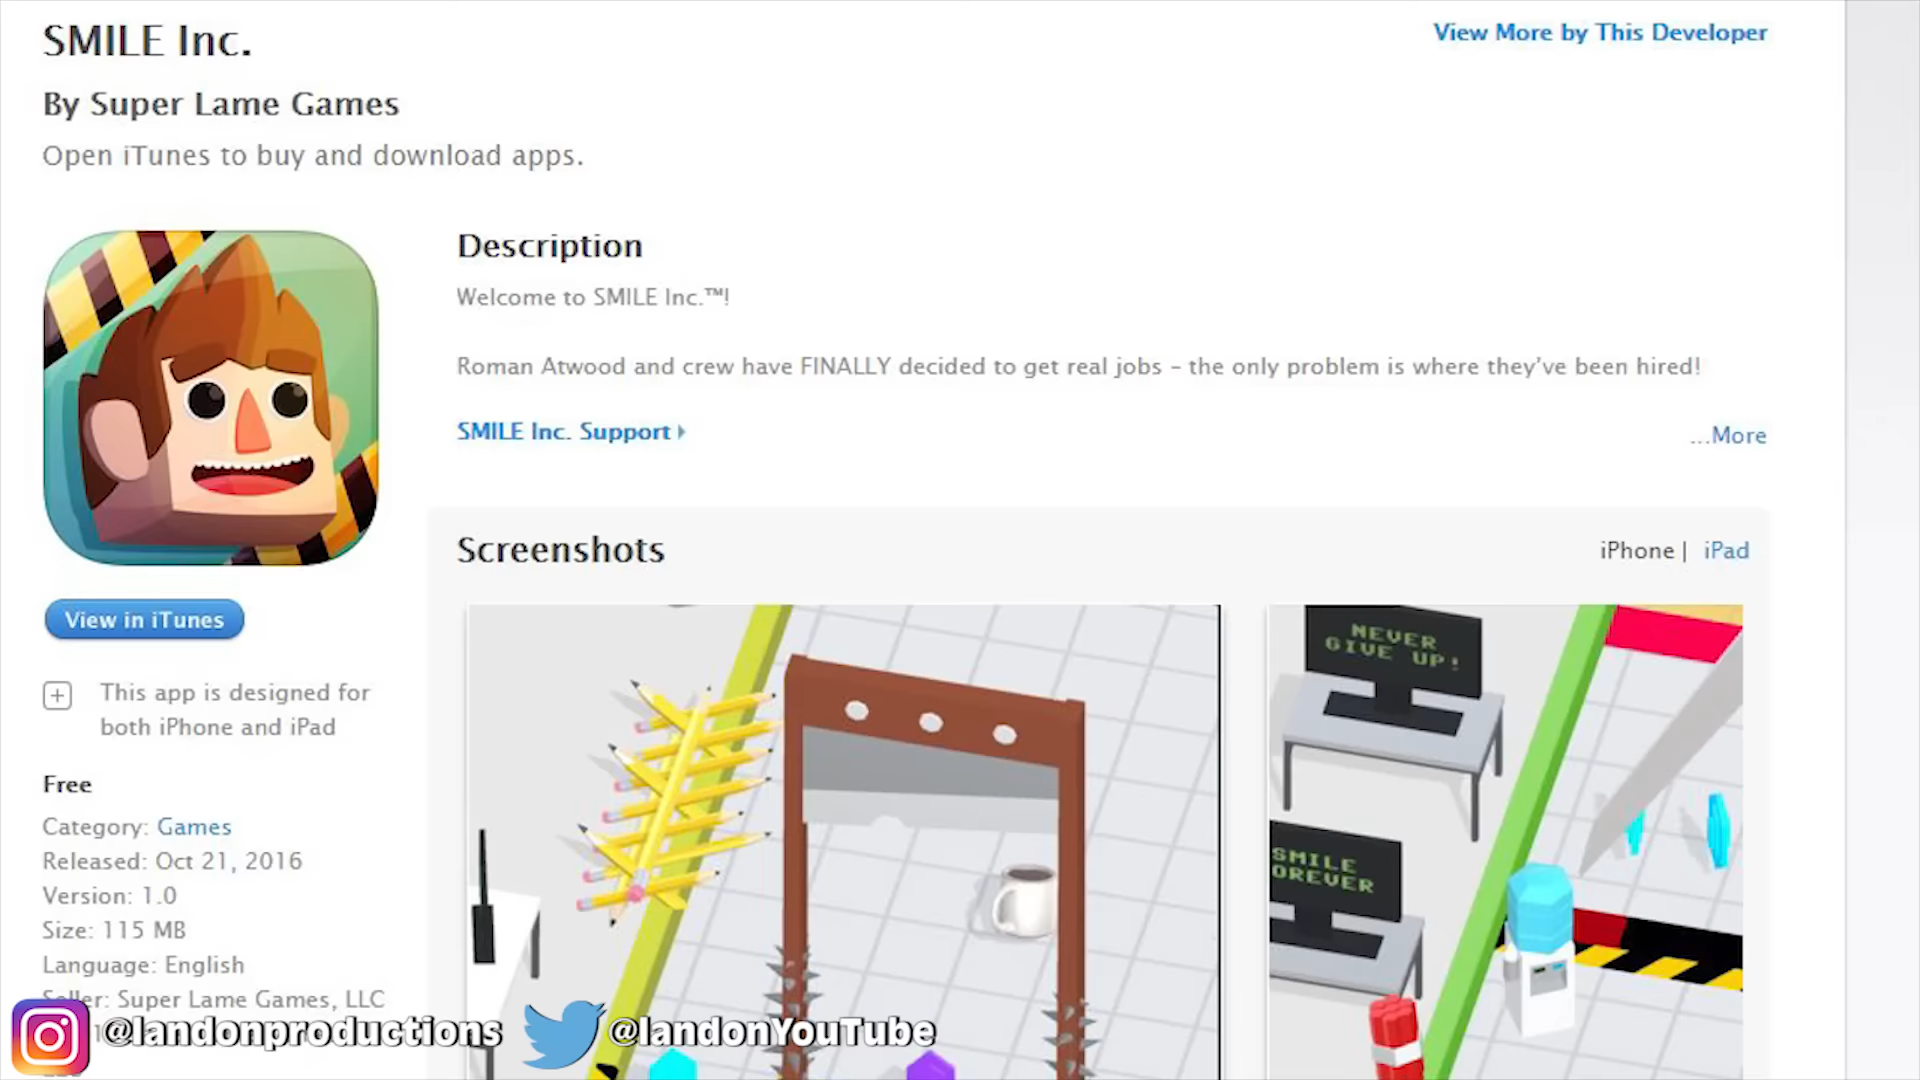 SMILE Inc.
View More by This Developer
By Super Lame Games
Open iTunes to buy and download apps.
Description
Welcome to SMILE Inc.™!
Roman Atwood and crew have FINALLY decided to get real jobs – the only problem is where they've been hired!
SMILE Inc. Support
...More
Screenshots
iPhone | iPad
View in iTunes
This app is designed for
both iPhone and iPad
Free
Category: Games
Released: Oct 21, 2016
Version: 1.0
Size: 115 MB
Language: English
Seller: Super Lame Games, LLC
NEVER
GIVE UP!
SMILE
OREVER
@landonproductions
@landonYouTube